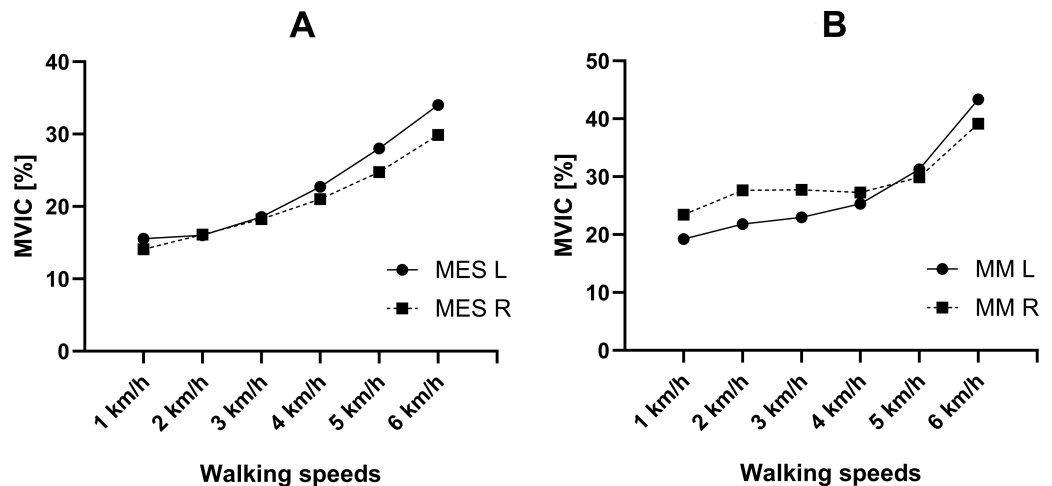 A
MVIC [%]
40
30
20
10
0
MES L
MES R
1 km/h
2 km/h
3 km/h
4 km/h
5 km/h
6 km/h
Walking speeds
B
MVIC [%]
50
40
30
20
10
0
MM L
MM R
1 km/h
2 km/h
3 km/h
4 km/h
5 km/h
6 km/h
Walking speeds